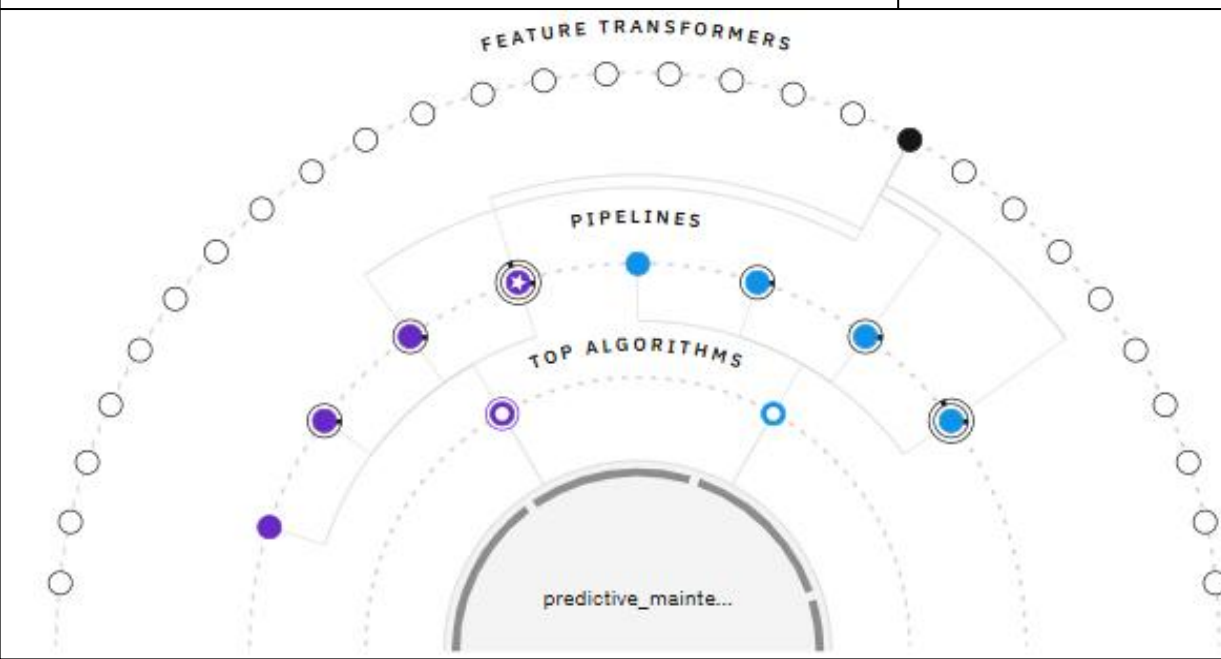 FEATURE TRANSFORMERS
PIPELINES
TOP ALGORITHMS
predictive_mainte...